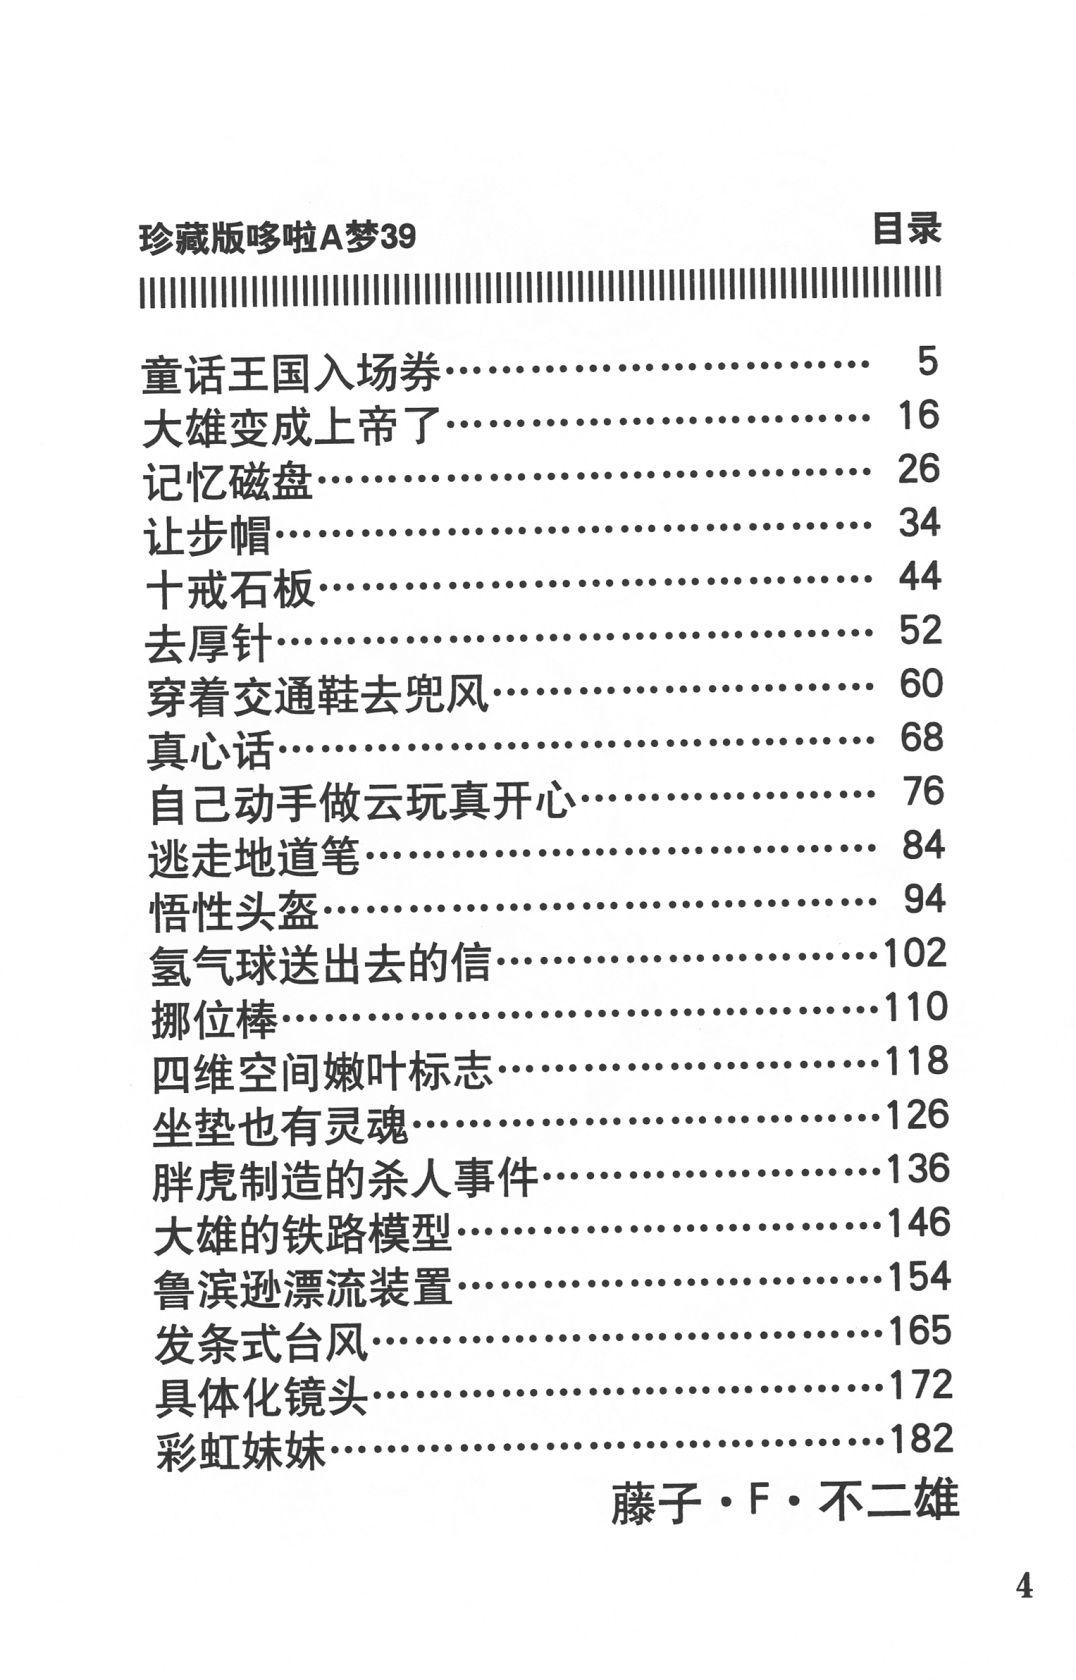 珍藏版哆啦A梦39 目录
童话王国入场券…………………………… 5
大雄变成上帝了…………………………… 16
记忆磁盘…………………………………… 26
让步帽……………………………………… 34
十戒石板…………………………………… 44
去厚针……………………………………… 52
穿着交通鞋去兜风………………………… 60
真心话……………………………………… 68
自己动手做云玩真开心…………………… 76
逃走地道笔………………………………… 84
悟性头盔…………………………………… 94
氢气球送出去的信…………………………102
挪位棒………………………………………110
四维空间嫩叶标志…………………………118
坐垫也有灵魂………………………………126
胖虎制造的杀人事件………………………136
大雄的铁路模型……………………………146
鲁滨逊漂流装置……………………………154
发条式台风…………………………………165
具体化镜头…………………………………172
彩虹妹妹……………………………………182
藤子·F·不二雄
4